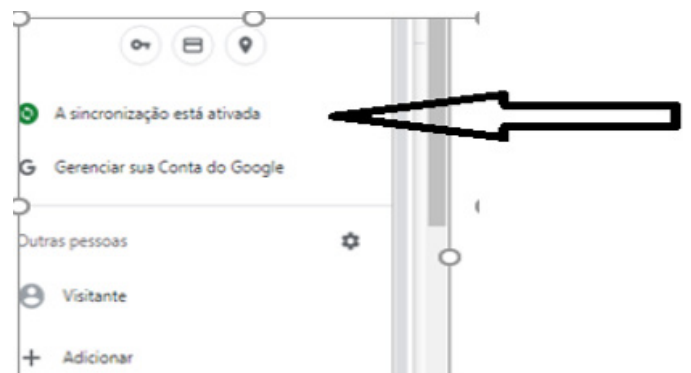 A sincronização está ativada
G Gerenciar sua Conta do Google
Outras pessoas
Visitante
Adicionar